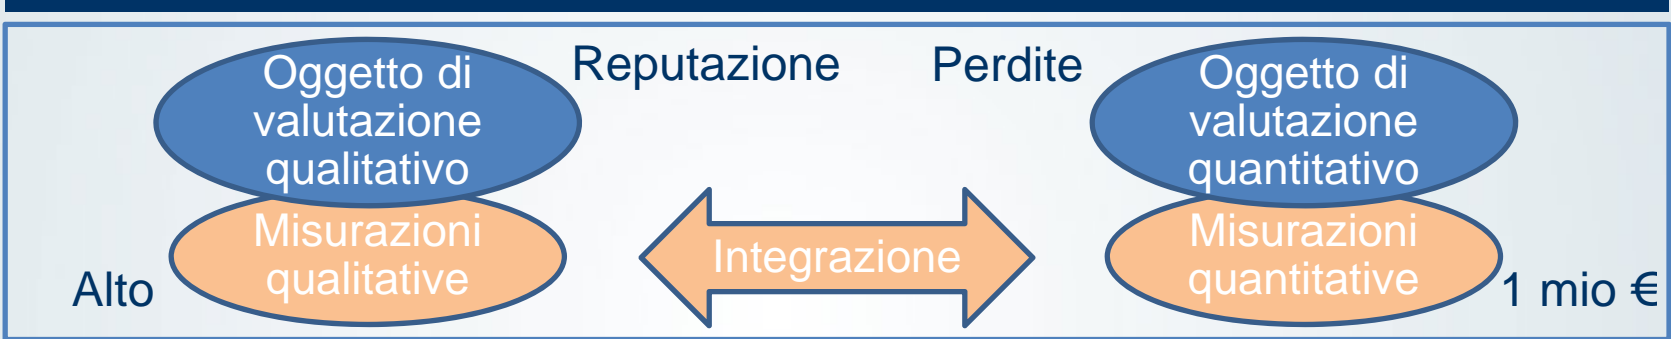 Oggetto di
valutazione
qualitativo
Reputazione
Perdite
Oggetto di
valutazione
quantitativo
Alto
Misurazioni
qualitative
Integrazione
Misurazioni
quantitative
1 mio €